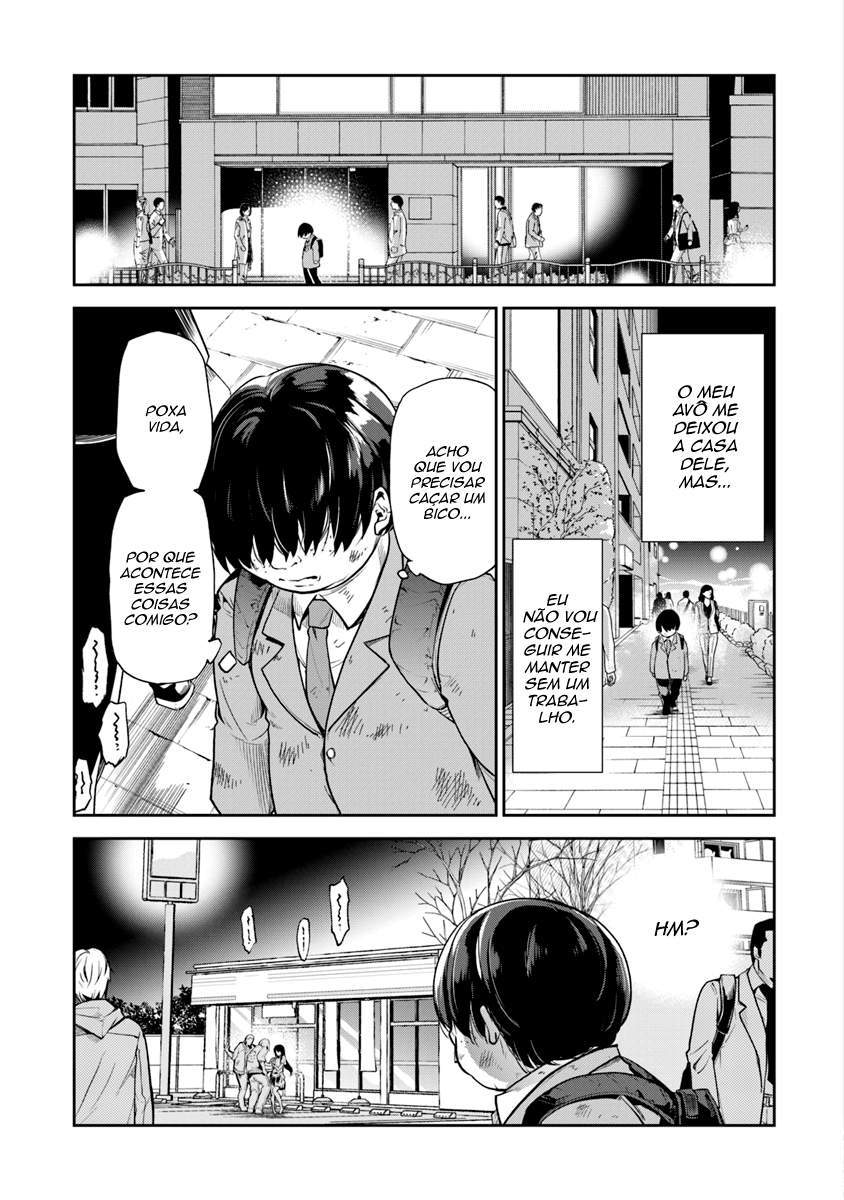 O MEU
AVÔ ME
DEIXOU
A CASA
DELE,
MAS...
EU
NÃO VOU
CONSE-
GUIR ME
MANTER
SEM UM
TRABA-
LHO.
ACHO
QUE VOU
PRECISAR
CAÇAR UM
BICO...
POXA
VIDA,
POR QUE
ACONTECE
ESSAS
COISAS
COMIGO?
HM?